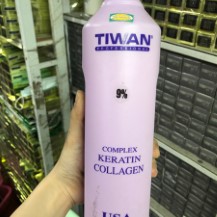 TIWAN
PROFESSIONAL
9%
COMPLEX
KERATIN
COLLAGEN
USA